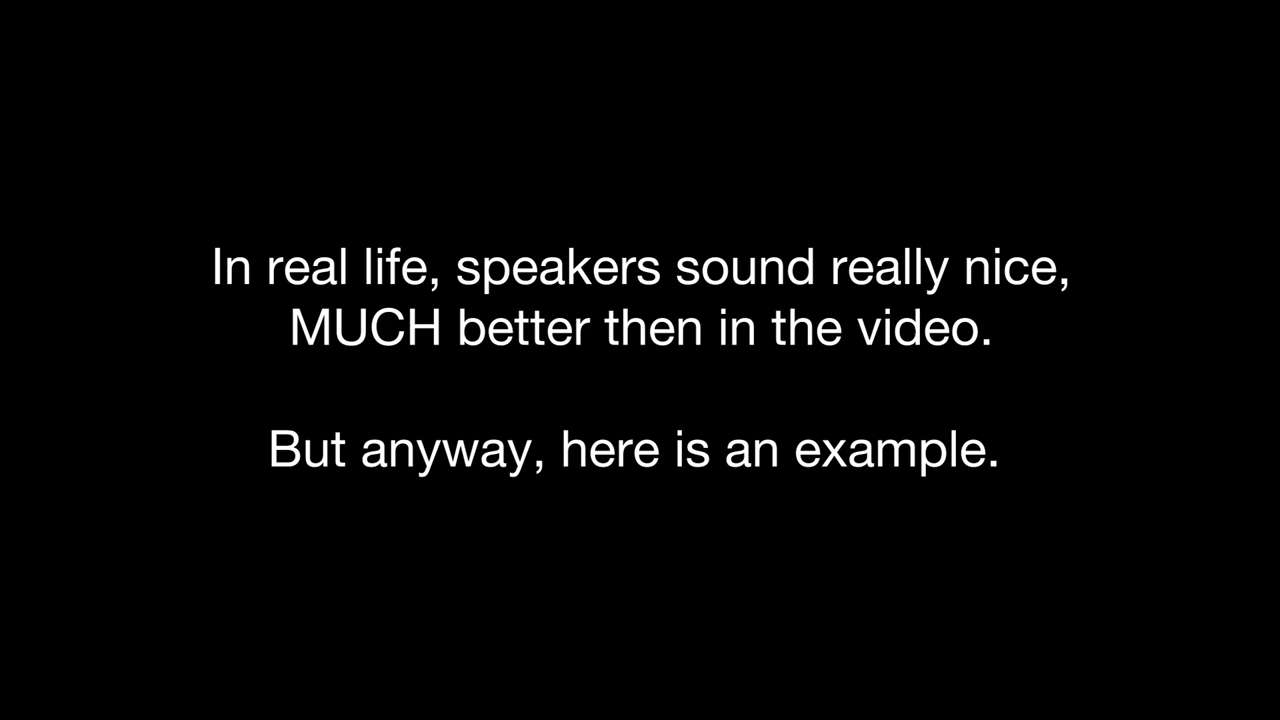 In real life, speakers sound really nice,
MUCH better then in the video.
But anyway, here is an example.